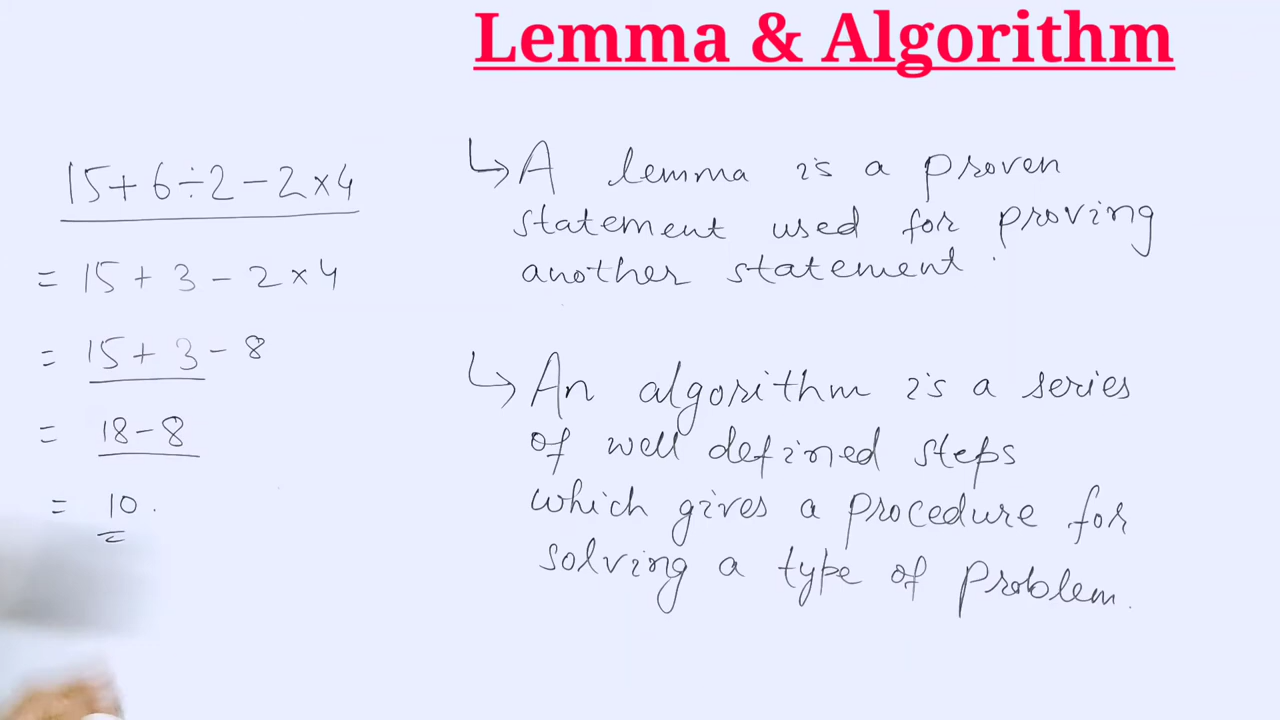 Lemma & Algorithm
15+6÷2-2×4
= 15+3-2×4
= 15+3-8
= 18-8
= 10.
↳ A lemma is a proven
statement used for proving
another statement.
↳ An algorithm is a series
of well defined steps
which gives a procedure for
solving a type of problem.